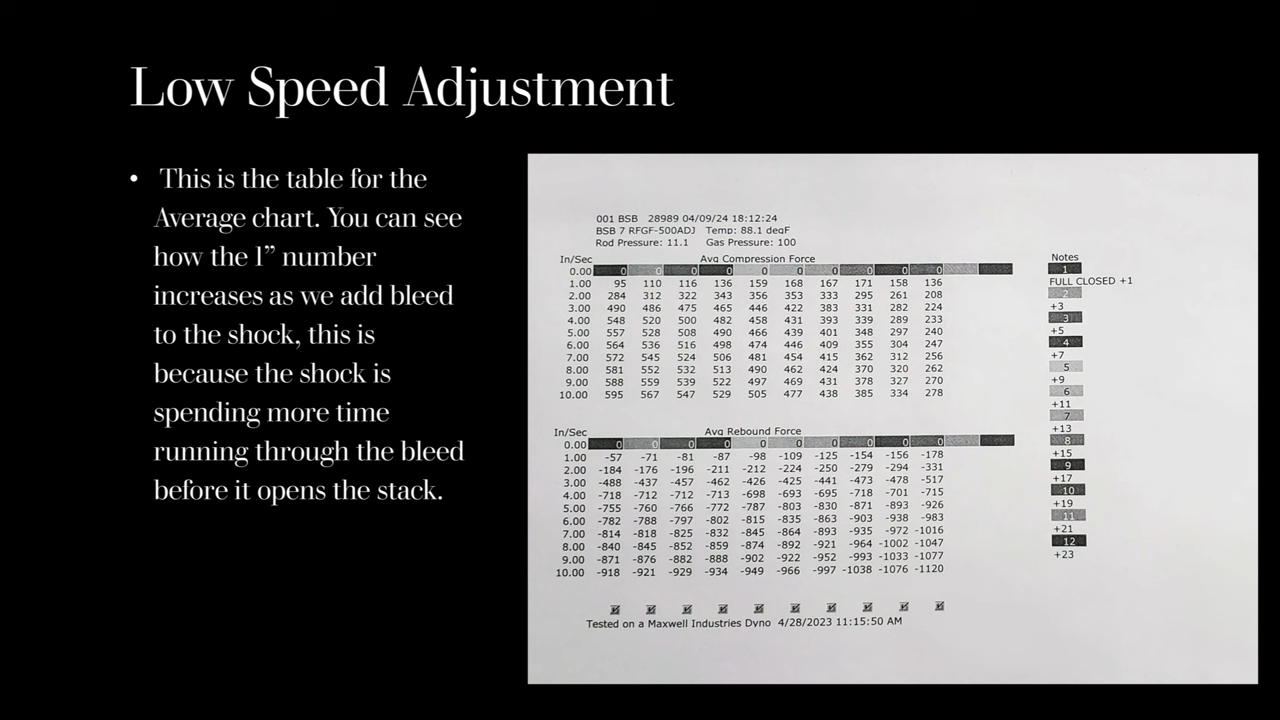 Low Speed Adjustment
• This is the table for the
Average chart. You can see
how the 1” number
increases as we add bleed
to the shock, this is
because the shock is
spending more time
running through the bleed
before it opens the stack.
001 BSB 28989 04/09/24 18:12:24
BSB 7 RFGF-500ADJ Temp: 88.1 degF
Rod Pressure: 11.1 Gas Pressure: 100
In/Sec Avg Compression Force
0.00 0 0 0 0 0 0 0 0 0 0
1.00 95 110 116 136 159 168 167 171 158 136
2.00 284 312 322 343 356 353 333 295 261 208
3.00 490 486 475 465 446 422 383 331 282 224
4.00 548 520 500 482 458 431 393 339 289 233
5.00 557 528 508 490 466 439 401 348 297 240
6.00 564 536 516 498 474 446 409 355 304 247
7.00 572 545 524 506 481 454 415 362 312 256
8.00 581 552 532 513 490 462 424 370 320 262
9.00 588 559 539 522 497 469 431 378 327 270
10.00 595 567 547 529 505 477 438 385 334 278
In/Sec Avg Rebound Force
0.00 0 0 0 0 0 0 0 0 0 0
1.00 -57 -71 -81 -87 -98 -109 -125 -154 -156 -178
2.00 -184 -176 -196 -211 -212 -224 -250 -279 -294 -331
3.00 -488 -437 -457 -462 -426 -425 -441 -473 -478 -517
4.00 -718 -712 -712 -713 -698 -693 -695 -718 -701 -715
5.00 -755 -760 -766 -772 -787 -803 -830 -871 -893 -926
6.00 -782 -788 -797 -802 -815 -835 -863 -903 -938 -983
7.00 -814 -818 -825 -832 -845 -864 -893 -935 -972 -1016
8.00 -840 -845 -852 -859 -874 -892 -921 -964 -1002 -1047
9.00 -871 -876 -882 -888 -902 -922 -952 -993 -1033 -1077
10.00 -918 -921 -929 -934 -949 -966 -997 -1038 -1076 -1120
Tested on a Maxwell Industries Dyno 4/28/2023 11:15:50 AM
Notes
1
FULL CLOSED +1
2
+3
3
+5
4
+7
5
+9
6
+11
7
+13
8
+15
9
+17
10
+19
11
+21
12
+23